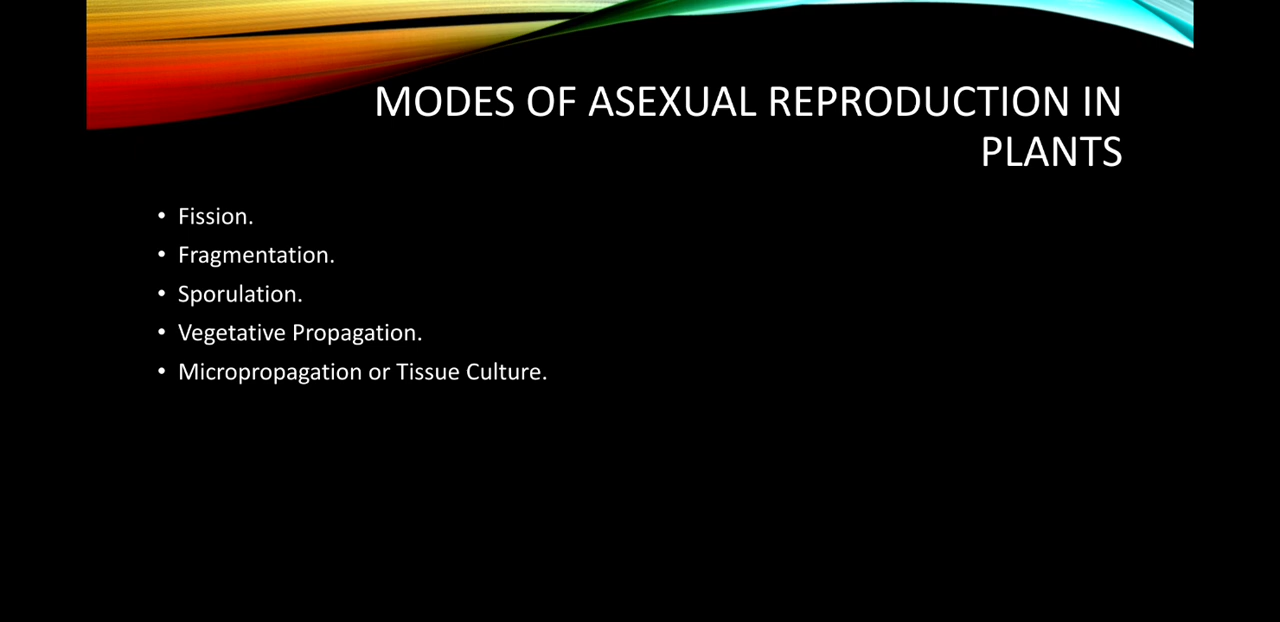 MODES OF ASEXUAL REPRODUCTION IN
PLANTS
• Fission.
• Fragmentation.
• Sporulation.
• Vegetative Propagation.
• Micropropagation or Tissue Culture.